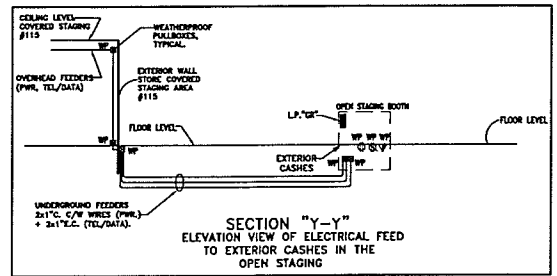 CEILING LEVEL
COVERED STAGING
#115
WEATHERPROOF
PULLBOXES,
TYPICAL.
WP
OVERHEAD FEEDERS
(PWR, TEL/DATA)
EXTERIOR WALL
STORE COVERED
STAGING AREA
#115
OPEN STAGING BOOTH
L.P."GK"
FLOOR LEVEL
FLOOR LEVEL
WP
WP
WP WP WP
EXTERIOR
CASHES
WP
WP
UNDERGROUND FEEDERS
2x1"C. C/W WIRES (PWR.)
+ 2x1"E.C. (TEL/DATA).
SECTION "Y-Y"
ELEVATION VIEW OF ELECTRICAL FEED
TO EXTERIOR CASHES IN THE
OPEN STAGING